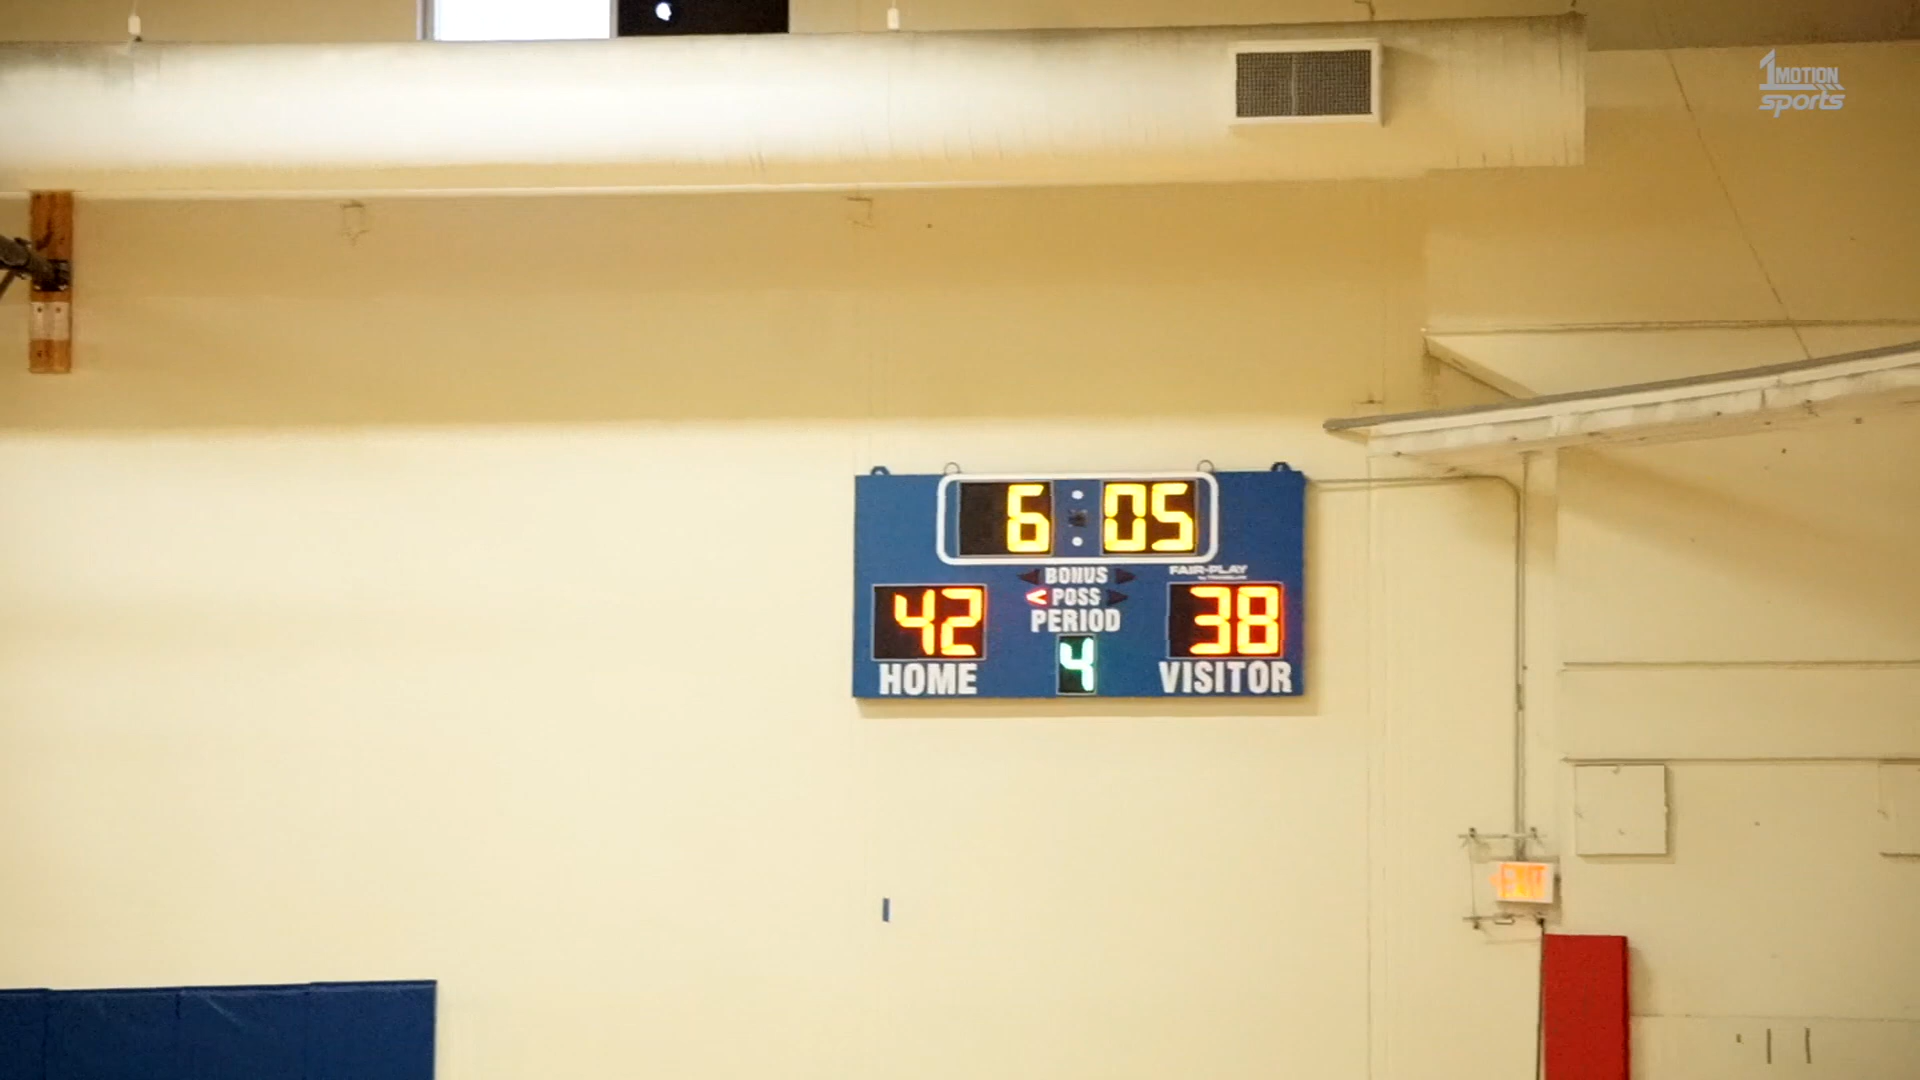 1MOTION
sports
6:05
BONUS
FAIR-PLAY
< POSS
PERIOD
42
38
4
HOME
VISITOR
EXIT